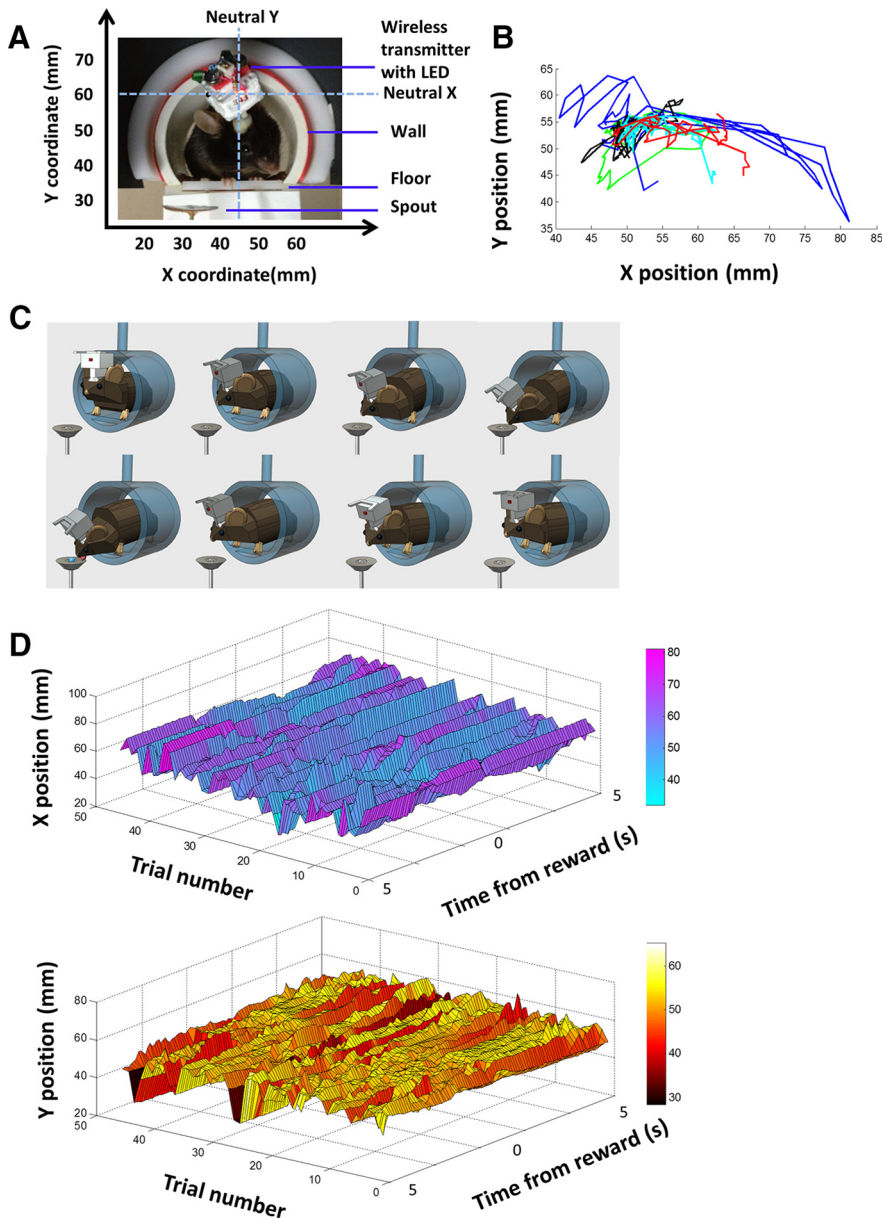 A
Neutral Y
Wireless
transmitter
with LED
Neutral X
Wall
Floor
Spout
Y coordinate (mm)
70
60
50
40
30
20 30 40 50 60
X coordinate(mm)
B
Y position (mm)
65
60
55
50
45
40
35
40 45 50 55 60 65 70 75 80 85
X position (mm)
C
D
X position (mm)
100
80
60
40
20
50 40 30 20 10 0
Trial number
5 0 5
Time from reward (s)
80
70
60
50
40
Y position (mm)
80
60
40
20
50 40 30 20 10 0
Trial number
5 0 5
Time from reward (s)
60
50
40
30